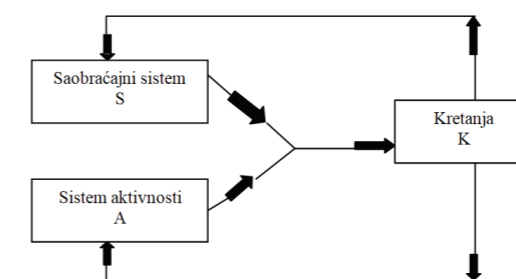 Saobraćajni sistem
S
Kretanja
K
Sistem aktivnosti
A